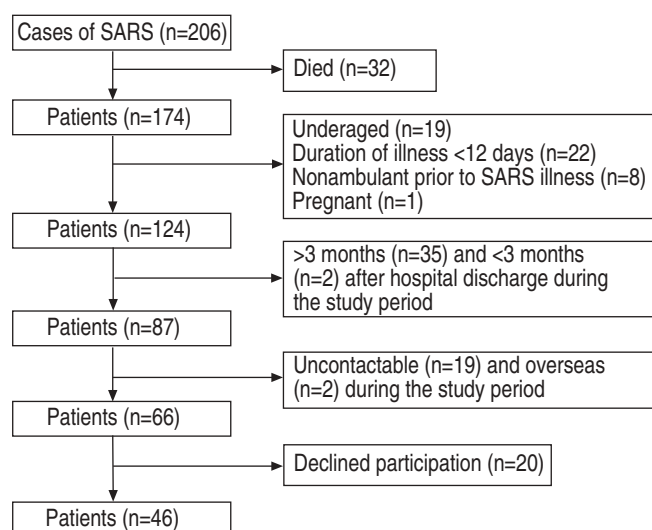 Cases of SARS (n=206)
Died (n=32)
Patients (n=174)
Underaged (n=19)
Duration of illness <12 days (n=22)
Nonambulant prior to SARS illness (n=8)
Pregnant (n=1)
Patients (n=124)
>3 months (n=35) and <3 months
(n=2) after hospital discharge during
the study period
Patients (n=87)
Uncontactable (n=19) and overseas
(n=2) during the study period
Patients (n=66)
Declined participation (n=20)
Patients (n=46)